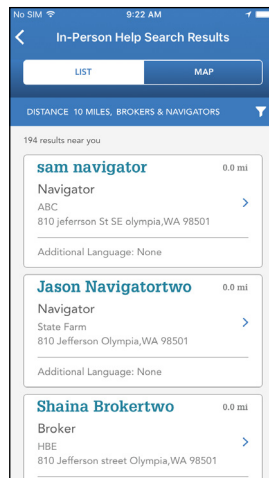 No SIM 9:22 AM
In-Person Help Search Results
LIST MAP
DISTANCE 10 MILES, BROKERS & NAVIGATORS
194 results near you
sam navigator 0.0 mi
Navigator
ABC
810 jeferrson St SE olympia,WA 98501
Additional Language: None
Jason Navigatortwo 0.0 mi
Navigator
State Farm
810 Jefferson Olympia,WA 98501
Additional Language: None
Shaina Brokertwo 0.0 mi
Broker
HBE
810 Jefferson street Olympia,WA 98501